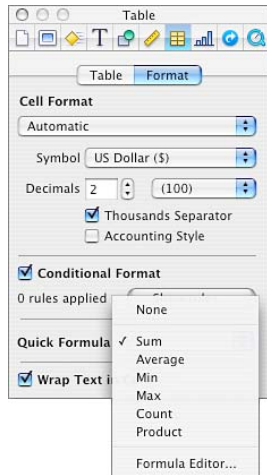 Table
Table Format
Cell Format
Automatic
Symbol US Dollar ($)
Decimals 2 (100)
Thousands Separator
Accounting Style
Conditional Format
0 rules applied
None
Quick Formula
Sum
Average
Wrap Text in
Min
Max
Count
Product
Formula Editor...